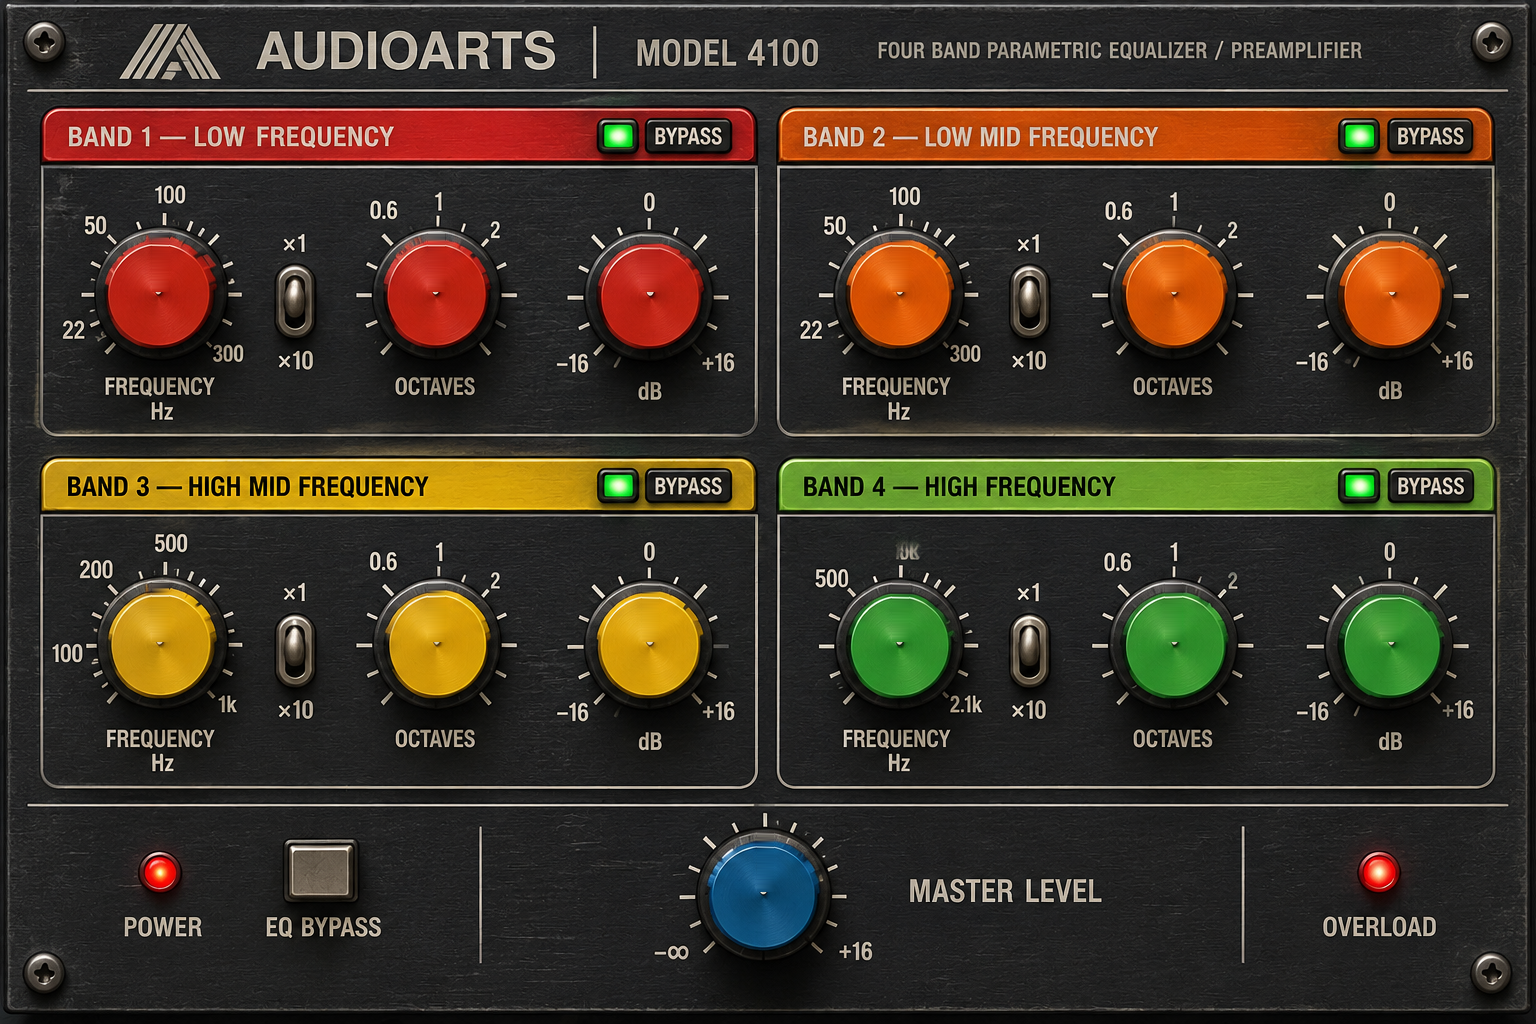 AUDIOARTS
MODEL 4100
FOUR BAND PARAMETRIC EQUALIZER / PREAMPLIFIER
BAND 1 — LOW FREQUENCY
BYPASS
22
50
100
300
FREQUENCY
Hz
×1
×10
0.6
1
2
OCTAVES
0
−16
+16
dB
BAND 2 — LOW MID FREQUENCY
BYPASS
22
50
100
300
FREQUENCY
Hz
×1
×10
0.6
1
2
OCTAVES
0
−16
+16
dB
BAND 3 — HIGH MID FREQUENCY
BYPASS
100
200
500
1k
FREQUENCY
Hz
×1
×10
0.6
1
2
OCTAVES
0
−16
+16
dB
BAND 4 — HIGH FREQUENCY
BYPASS
500
2.1k
FREQUENCY
Hz
×1
×10
0.6
1
2
OCTAVES
0
−16
+16
dB
POWER
EQ BYPASS
−∞
+16
MASTER LEVEL
OVERLOAD